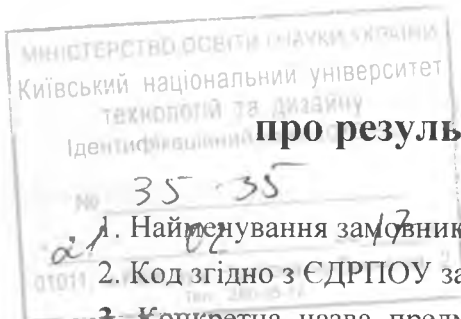 МІНІСТЕРСТВО ОСВІТИ І НАУКИ УКРАЇНИ
Київський національний університет
технологій та дизайну
Ідентифікаційний
про резуль
№ 35-35
1. Найменування замовник
01011,
2. Код згідно з ЄДРПОУ за
3. Конкретна назва предм